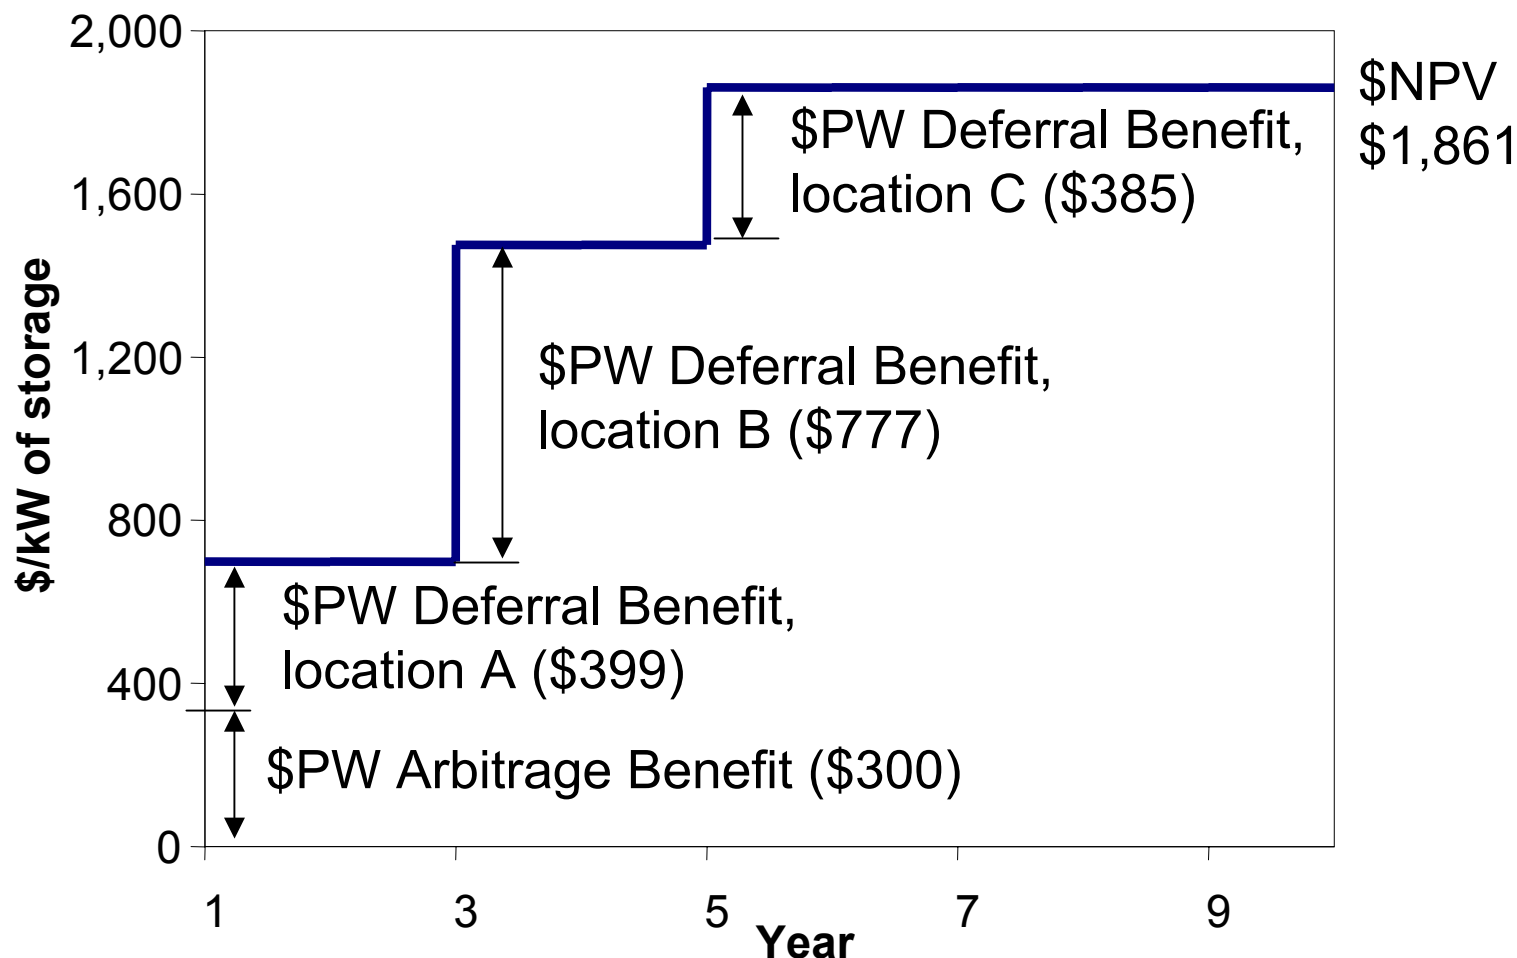 2,000
1,600
1,200
800
400
0
$/kW of storage
$NPV
$1,861
$PW Deferral Benefit,
location C ($385)
$PW Deferral Benefit,
location B ($777)
$PW Deferral Benefit,
location A ($399)
$PW Arbitrage Benefit ($300)
1 3 5 7 9
Year